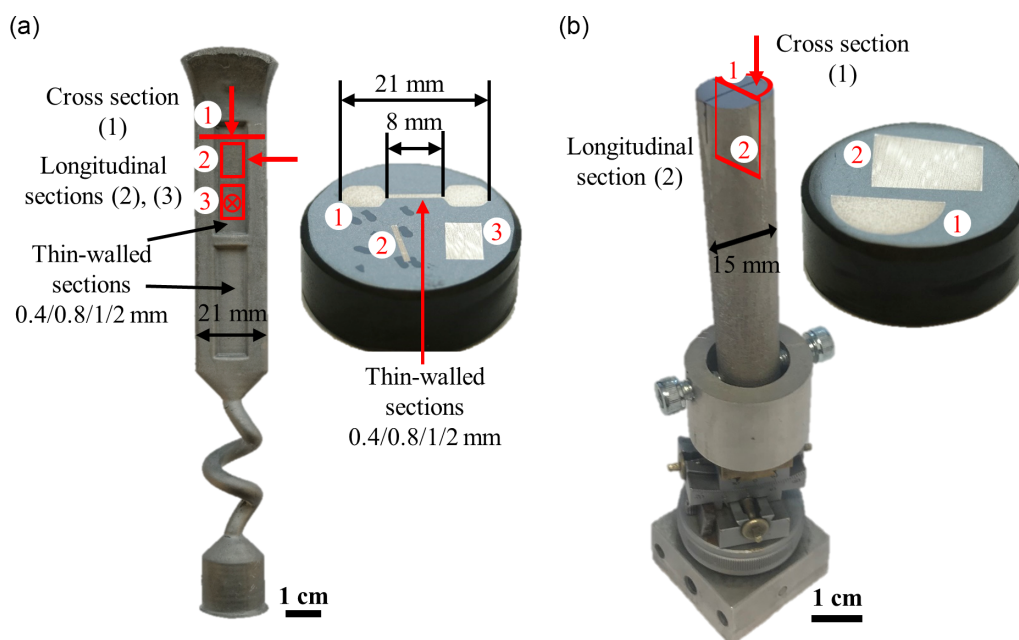 (a)
Cross section
(1)
1
2
Longitudinal
sections (2), (3)
3
Thin-walled
sections
0.4/0.8/1/2 mm
21 mm
1 cm
21 mm
8 mm
1
2
3
Thin-walled
sections
0.4/0.8/1/2 mm
(b)
Cross section
(1)
1
2
Longitudinal
section (2)
15 mm
2
1
1 cm